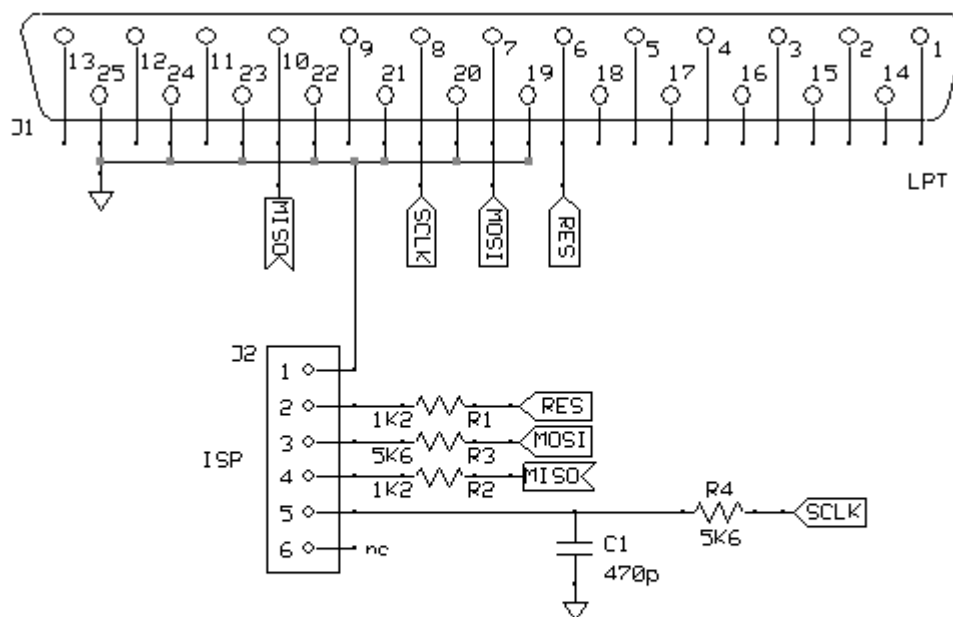 13 12 11 10 9 8 7 6 5 4 3 2 1
25 24 23 22 21 20 19 18 17 16 15 14
J1
LPT
MISO SCLK MOSI RES
J2
1
2 1K2 R1 RES
3 5K6 R3 MOSI
ISP
4 1K2 R2 MISO
R4
5 SCLK
5K6
6 nc C1
470p